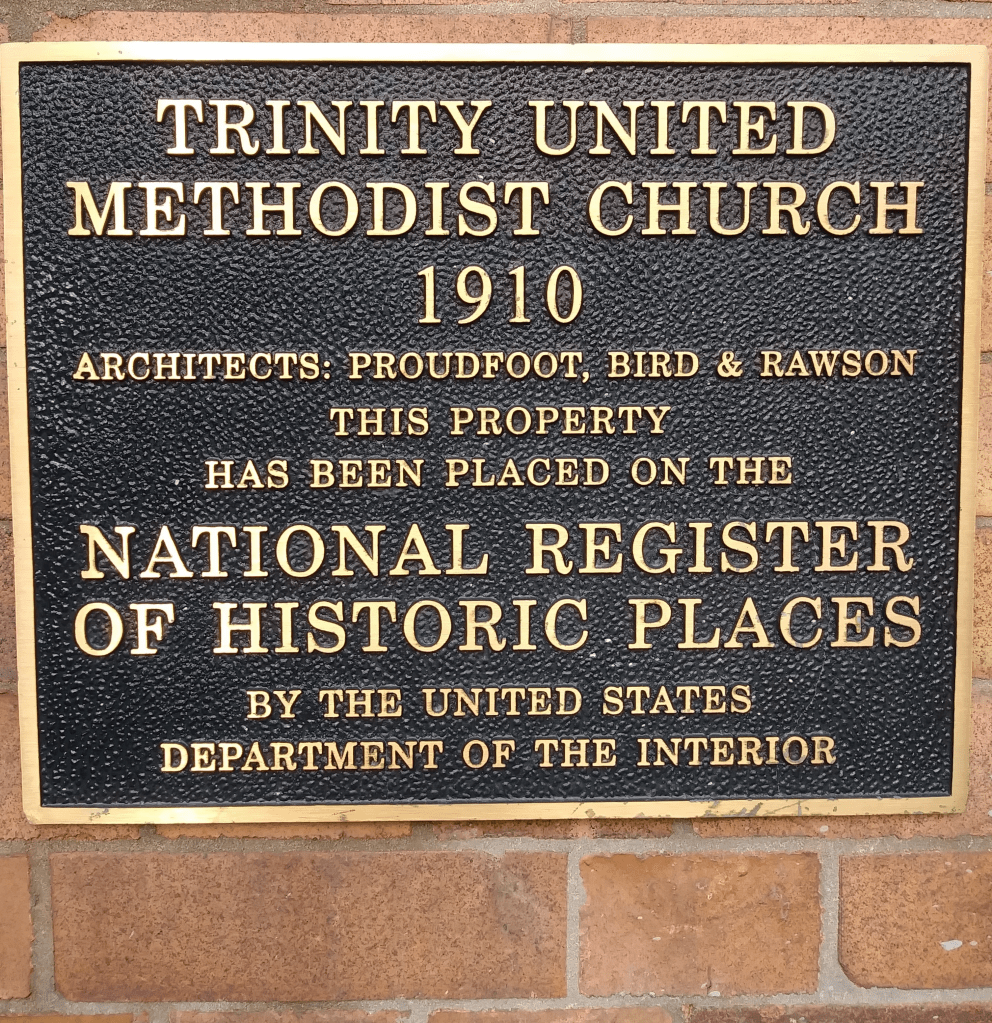 TRINITY UNITED
METHODIST CHURCH
1910
ARCHITECTS: PROUDFOOT, BIRD & RAWSON
THIS PROPERTY
HAS BEEN PLACED ON THE
NATIONAL REGISTER
OF HISTORIC PLACES
BY THE UNITED STATES
DEPARTMENT OF THE INTERIOR